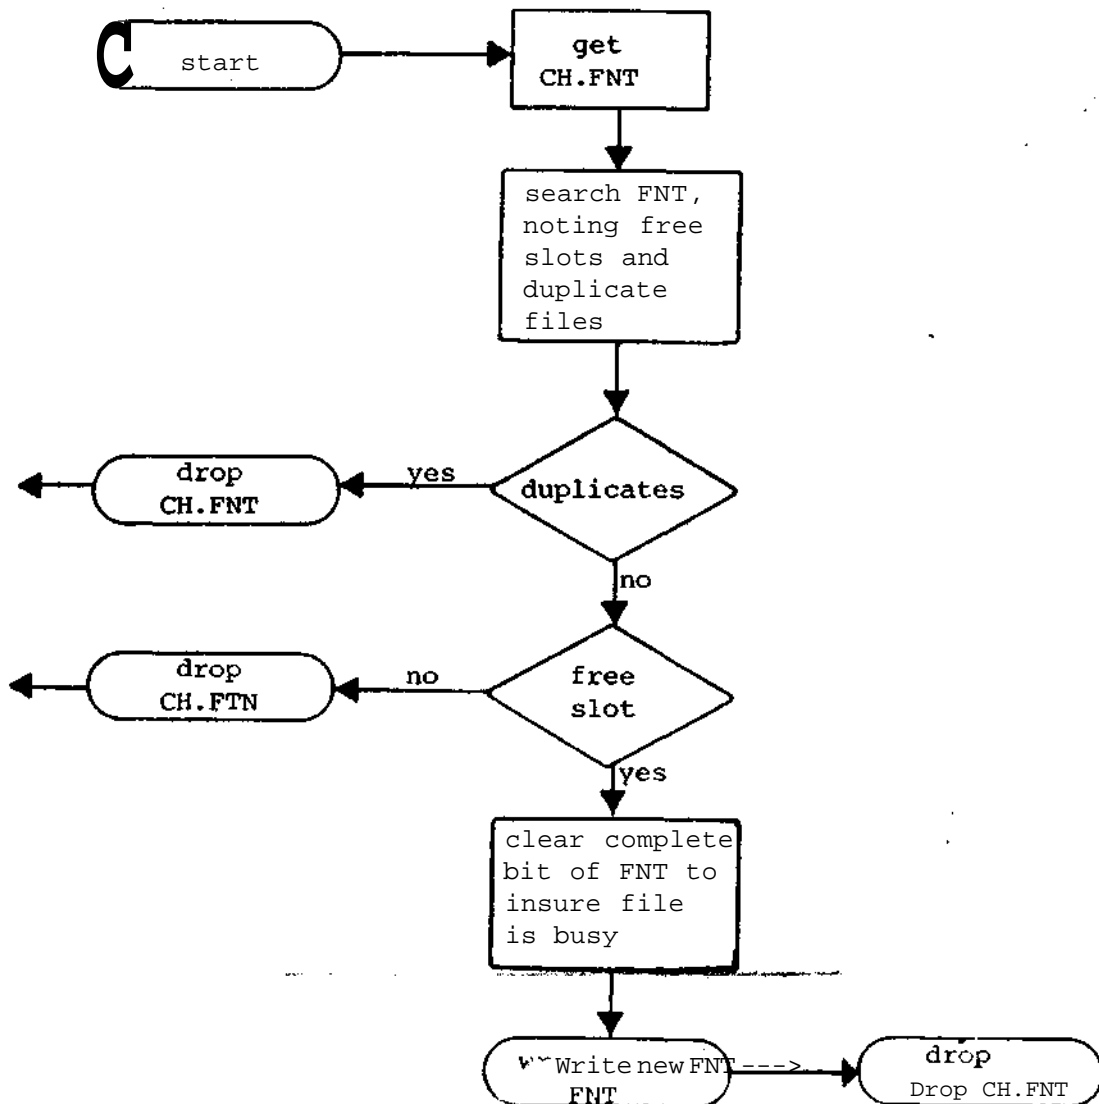 start
get
CH.FNT
search FNT,
noting free
slots and
duplicate
files
duplicates
yes
drop
CH.FNT
no
free
slot
no
drop
CH.FTN
yes
clear complete
bit of FNT to
insure file
is busy
Write new FNT --->
FNT
drop
Drop CH.FNT